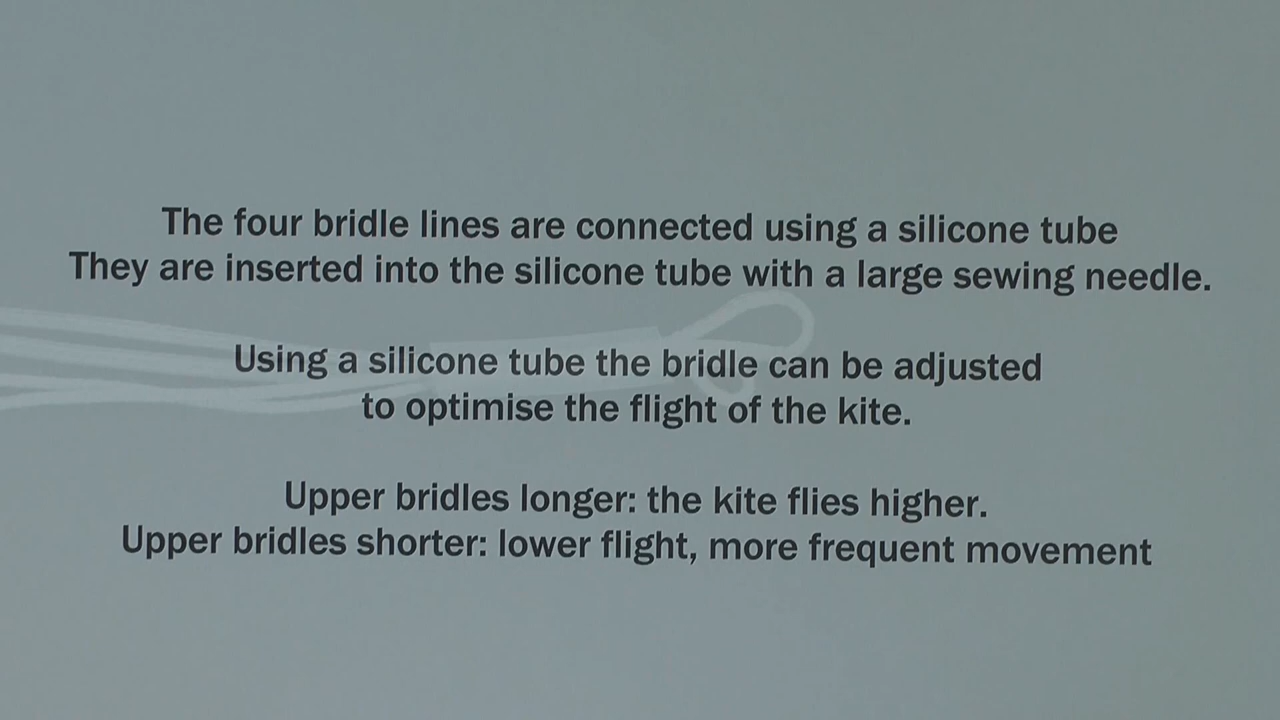 The four bridle lines are connected using a silicone tube
They are inserted into the silicone tube with a large sewing needle.
Using a silicone tube the bridle can be adjusted
to optimise the flight of the kite.
Upper bridles longer: the kite flies higher.
Upper bridles shorter: lower flight, more frequent movement